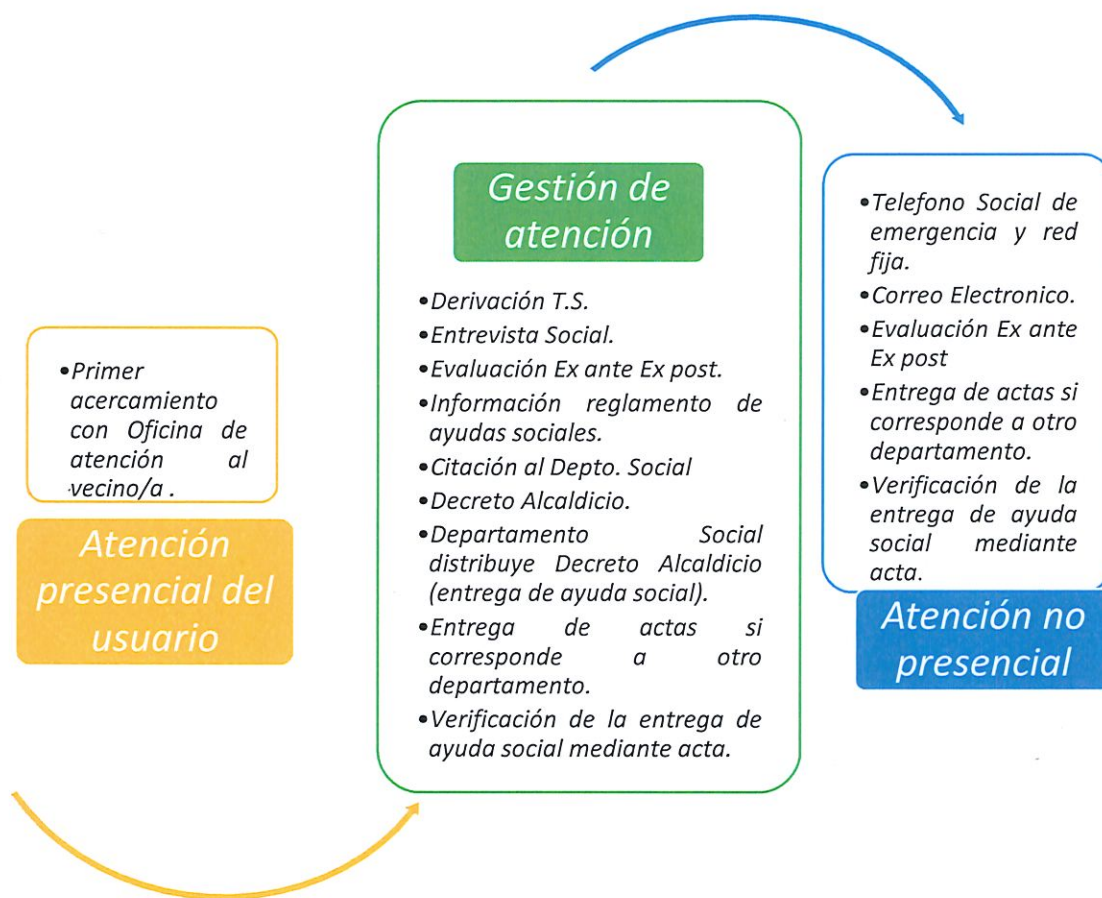 •Primer
acercamiento
con Oficina de
atención al
vecino/a .
Atención
presencial del
usuario
Gestión de
atención
•Derivación T.S.
•Entrevista Social.
•Evaluación Ex ante Ex post.
•Información reglamento de
ayudas sociales.
•Citación al Depto. Social
•Decreto Alcaldicio.
•Departamento Social
distribuye Decreto Alcaldicio
(entrega de ayuda social).
•Entrega de actas si
corresponde a otro
departamento.
•Verificación de la entrega de
ayuda social mediante acta.
•Telefono Social de
emergencia y red
fija.
•Correo Electronico.
•Evaluación Ex ante
Ex post
•Entrega de actas si
corresponde a otro
departamento.
•Verificación de la
entrega de ayuda
social mediante
acta.
Atención no
presencial